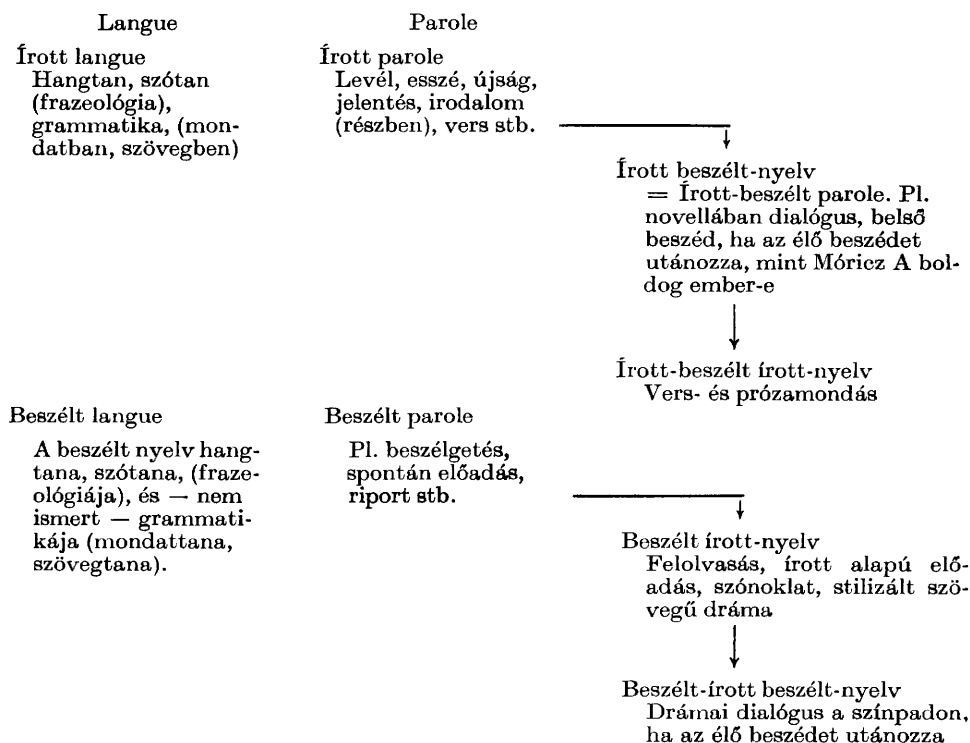 Langue
Parole
Írott langue
Hangtan, szótan
(frazeológia),
grammatika, (mon-
datban, szövegben)
Írott parole
Levél, esszé, újság,
jelentés, irodalom
(részben), vers stb.
Írott beszélt-nyelv
= Írott-beszélt parole. Pl.
novellában dialógus, belső
beszéd, ha az élő beszédet
utánozza, mint Móricz A bol-
dog ember-e
Írott-beszélt írott-nyelv
Vers- és prózamondás
Beszélt langue
A beszélt nyelv hang-
tana, szótana, (fraze-
ológiája), és — nem
ismert — grammati-
kája (mondattana,
szövegtana).
Beszélt parole
Pl. beszélgetés,
spontán előadás,
riport stb.
Beszélt írott-nyelv
Felolvasás, írott alapú elő-
adás, szónoklat, stilizált szö-
vegű dráma
Beszélt-írott beszélt-nyelv
Drámai dialógus a színpadon,
ha az élő beszédet utánozza